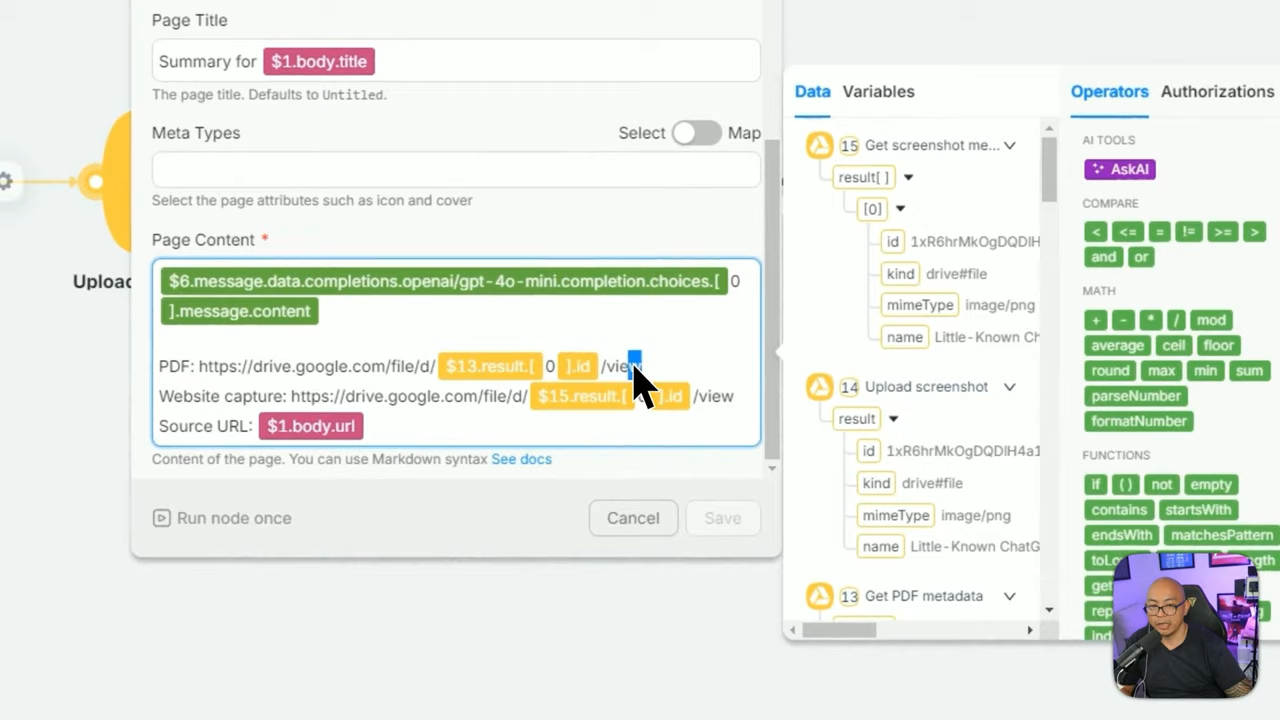 Page Title
Summary for $1.body.title
The page title. Defaults to Untitled.
Meta Types
Select
Map
Select the page attributes such as icon and cover
Page Content *
$6.message.data.completions.openai/gpt-4o-mini.completion.choices.[ 0
].message.content
PDF: https://drive.google.com/file/d/ $13.result.[ 0 ].id /view
Website capture: https://drive.google.com/file/d/ $15.result.[ ].id /view
Source URL: $1.body.url
Content of the page. You can use Markdown syntax See docs
Run node once
Cancel
Save
Upload
Data
Variables
15 Get screenshot me...
result[ ]
[0]
id 1xR6hrMkOgDQDIH
kind drive#file
mimeType image/png
name Little-Known Ch
14 Upload screenshot
result
id 1xR6hrMkOgDQDIH4a1
kind drive#file
mimeType image/png
name Little-Known ChatG
13 Get PDF metadata
Operators
Authorizations
AI TOOLS
AskAI
COMPARE
< <= = != >= >
and or
MATH
+ - * / mod
average ceil floor
round max min sum
parseNumber
formatNumber
FUNCTIONS
if ( ) not empty
contains startsWith
endsWith matchesPattern